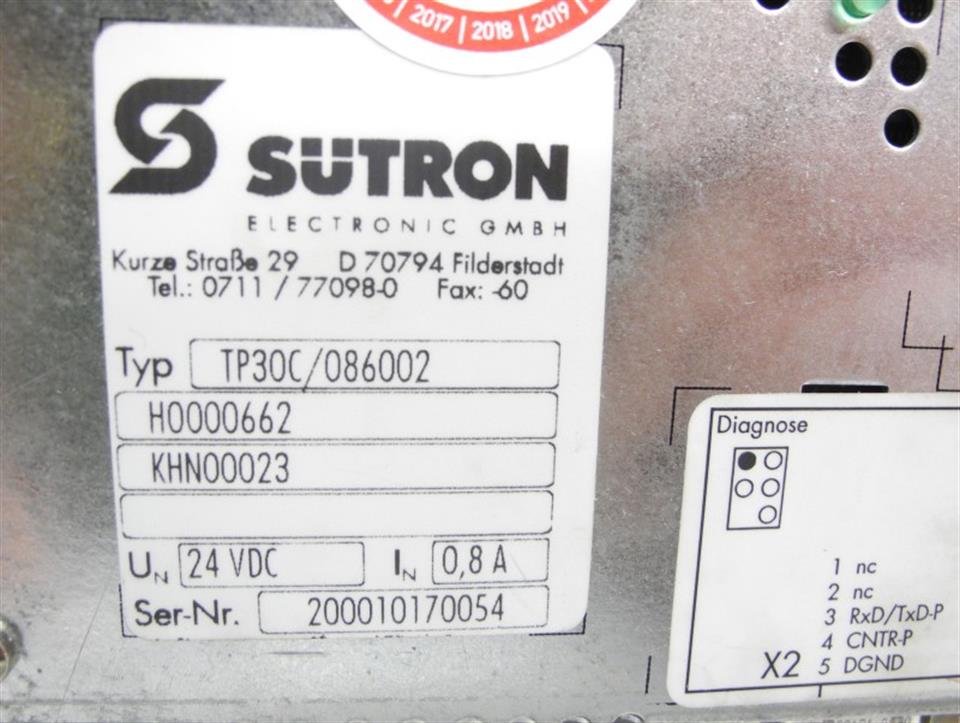 2017 | 2018 | 2019
SÜTRON
ELECTRONIC GMBH
Kurze Straße 29 D 70794 Filderstadt
Tel.: 0711 / 77098-0 Fax: -60
Typ TP30C/086002
H0000662
KHN00023
UN 24 VDC IN 0,8 A
Ser-Nr. 200010170054
Diagnose
1 nc
2 nc
3 RxD/TxD-P
4 CNTR-P
X2 5 DGND